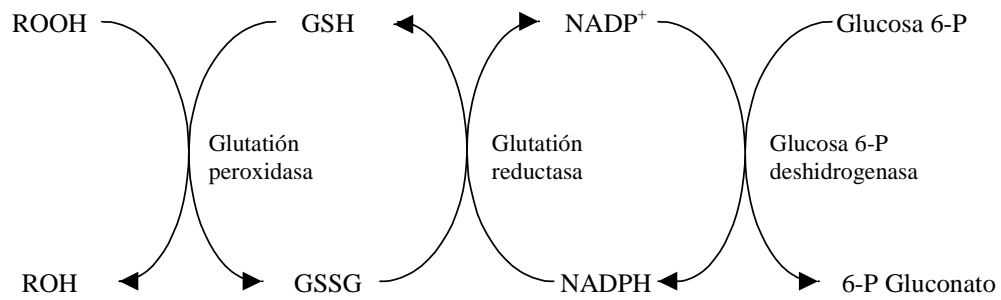 ROOH GSH NADP+ Glucosa 6-P
Glutatión
peroxidasa
Glutatión
reductasa
Glucosa 6-P
deshidrogenasa
ROH GSSG NADPH 6-P Gluconato